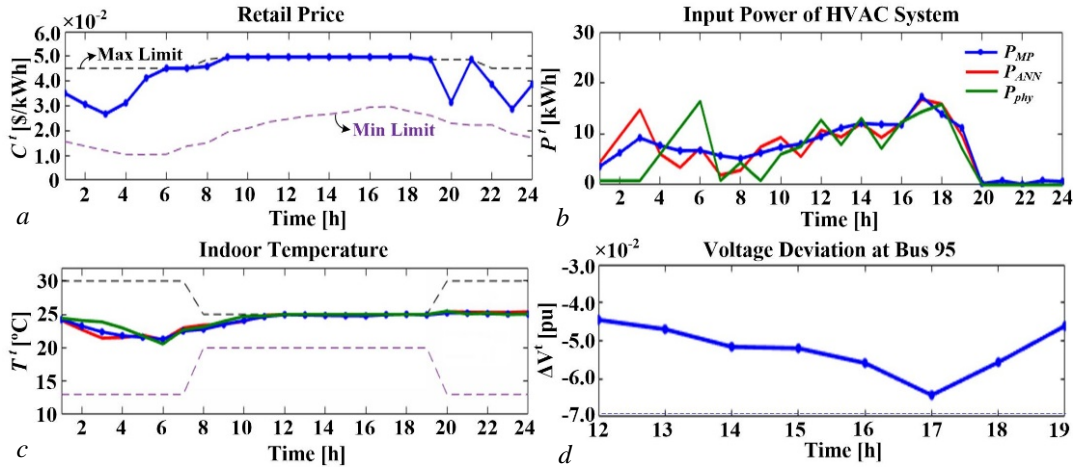 Retail Price
×10⁻²
6.0
5.0
4.0
3.0
2.0
1.0
0
Cᵗ [$/kWh]
Max Limit
Min Limit
2 4 6 8 10 12 14 16 18 20 22 24
Time [h]
a
Input Power of HVAC System
30
20
10
0
Pᵗ [kWh]
P_MP
P_ANN
P_phy
2 4 6 8 10 12 14 16 18 20 22 24
Time [h]
b
Indoor Temperature
30
25
20
15
10
Tᵗ [ºC]
2 4 6 8 10 12 14 16 18 20 22 24
Time [h]
c
Voltage Deviation at Bus 95
×10⁻²
-3.0
-4.0
-5.0
-6.0
-7.0
ΔVᵗ [pu]
12 13 14 15 16 17 18 19
Time [h]
d